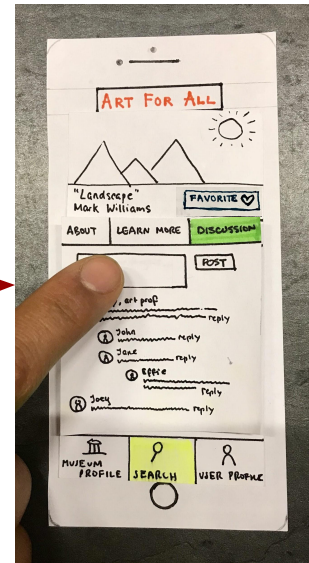 ART FOR ALL
"Landscape"
Mark Williams
FAVORITE
ABOUT LEARN MORE DISCUSSION
POST
, art prof
reply
John
reply
Jane
reply
Effie
reply
Joey
reply
MUSEUM PROFILE
SEARCH
USER PROFILE